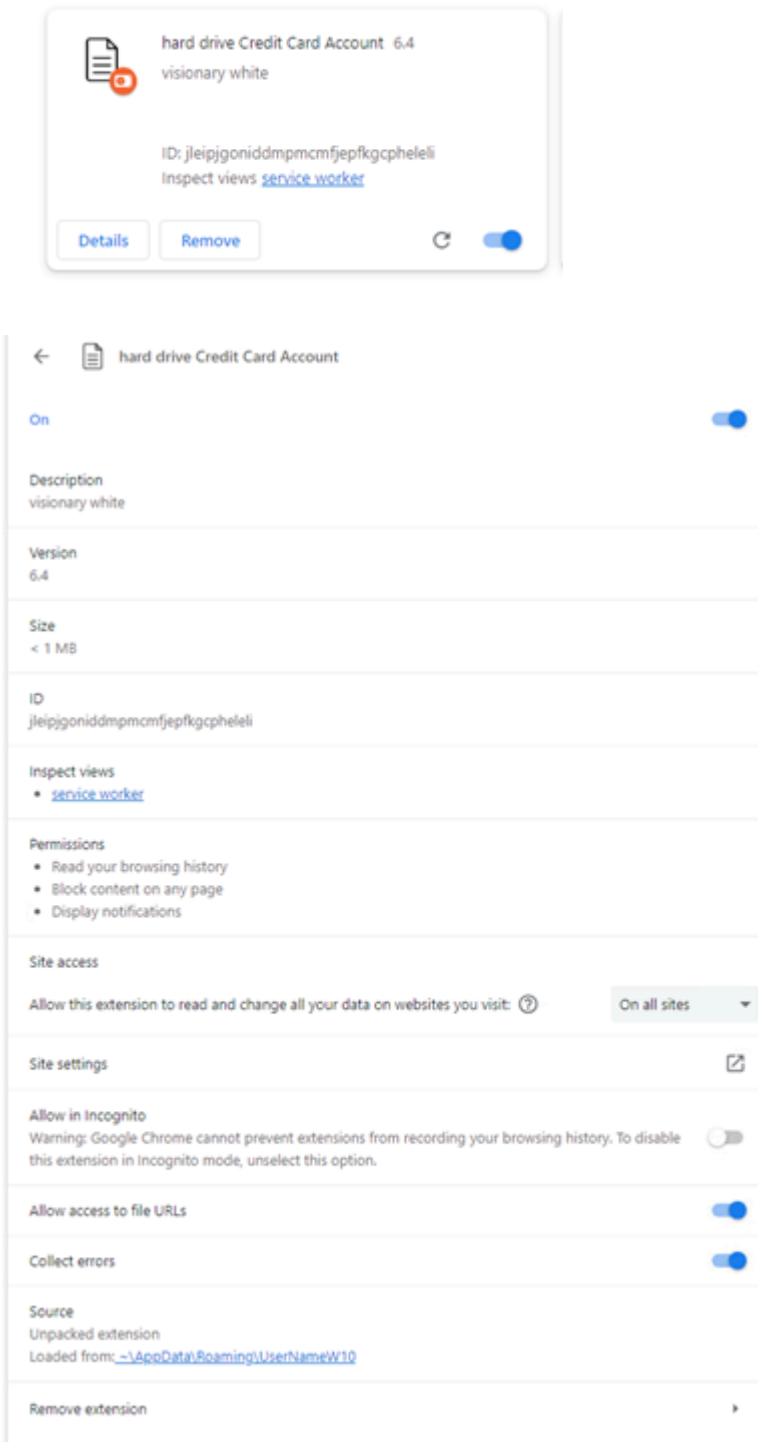 hard drive Credit Card Account 6.4
visionary white
ID: jleipjgoniddmpmcmfjepfkgcpheleli
Inspect views service worker
Details Remove
hard drive Credit Card Account
On
Description
visionary white
Version
6.4
Size
< 1 MB
ID
jleipjgoniddmpmcmfjepfkgcpheleli
Inspect views
• service worker
Permissions
• Read your browsing history
• Block content on any page
• Display notifications
Site access
Allow this extension to read and change all your data on websites you visit: On all sites
Site settings
Allow in Incognito
Warning: Google Chrome cannot prevent extensions from recording your browsing history. To disable
this extension in Incognito mode, unselect this option.
Allow access to file URLs
Collect errors
Source
Unpacked extension
Loaded from: ~\AppData\Roaming\UserNameW10
Remove extension